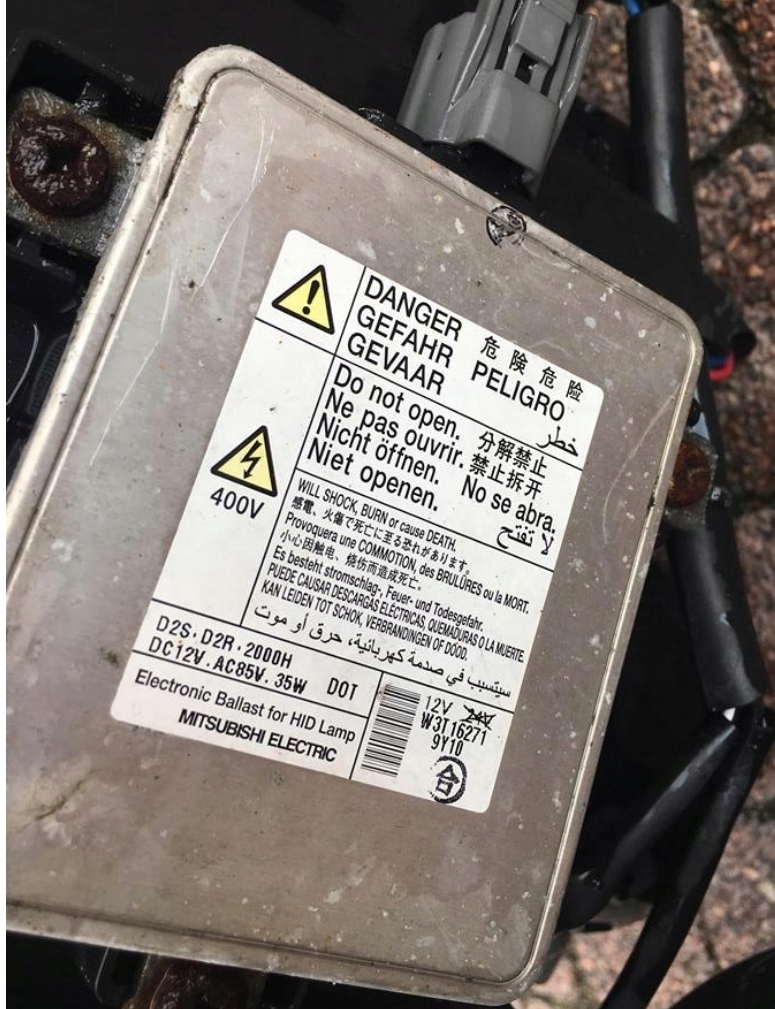 DANGER 危険 危险
GEFAHR PELIGRO
GEVAAR خطر
Do not open. 分解禁止
Ne pas ouvrir. 禁止拆开
Nicht öffnen. No se abra.
Niet openen. لا تفتح
400V
WILL SHOCK, BURN or cause DEATH.
感電、火傷で死亡に至る恐れがあります。
Provoquera une COMMOTION, des BRULÛRES ou la MORT.
小心因触电、烧伤而造成死亡。
Es besteht stromschlag-, Feuer- und Todesgefahr.
PUEDE CAUSAR DESCARGAS ELÉCTRICAS, QUEMADURAS O LA MUERTE.
KAN LEIDEN TOT SCHOK, VERBRANDINGEN OF DOOD.
سيتسبب في صدمة كهربائية، حرق أو موت
D2S, D2R, 2000H
DC12V, AC85V, 35W DOT
Electronic Ballast for HID Lamp
MITSUBISHI ELECTRIC
12V 24V
W3T16271
9Y10
合